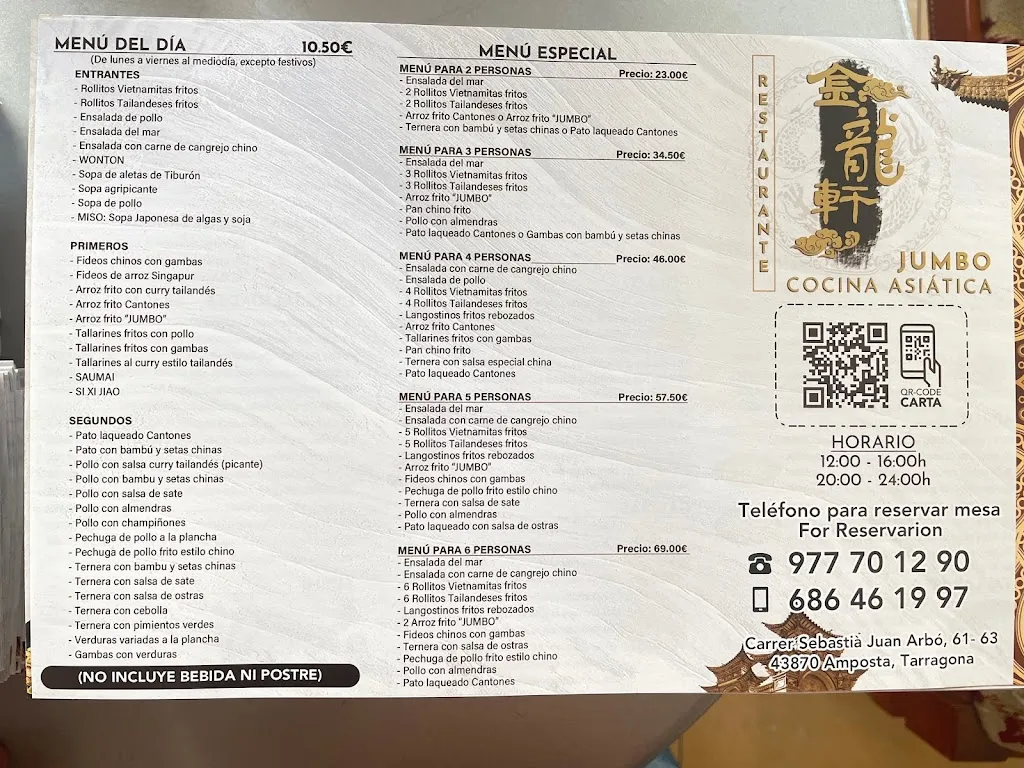 MENÚ DEL DÍA 10.50€
(De lunes a viernes al mediodía, excepto festivos)
ENTRANTES
- Rollitos Vietnamitas fritos
- Rollitos Tailandeses fritos
- Ensalada de pollo
- Ensalada del mar
- Ensalada con carne de cangrejo chino
- WONTON
- Sopa de aletas de Tiburón
- Sopa agripicante
- Sopa de pollo
- MISO: Sopa Japonesa de algas y soja
PRIMEROS
- Fideos chinos con gambas
- Fideos de arroz Singapur
- Arroz frito con curry tailandés
- Arroz frito Cantones
- Arroz frito "JUMBO"
- Tallarines fritos con pollo
- Tallarines fritos con gambas
- Tallarines al curry estilo tailandés
- SAUMAI
- SI XI JIAO
SEGUNDOS
- Pato laqueado Cantones
- Pato con bambú y setas chinas
- Pollo con salsa curry tailandés (picante)
- Pollo con bambu y setas chinas
- Pollo con salsa de sate
- Pollo con almendras
- Pollo con champiñones
- Pechuga de pollo a la plancha
- Pechuga de pollo frito estilo chino
- Ternera con bambu y setas chinas
- Ternera con salsa de sate
- Ternera con salsa de ostras
- Ternera con cebolla
- Ternera con pimientos verdes
- Verduras variadas a la plancha
- Gambas con verduras
(NO INCLUYE BEBIDA NI POSTRE)
MENÚ ESPECIAL
MENÚ PARA 2 PERSONAS Precio: 23.00€
- Ensalada del mar
- 2 Rollitos Vietnamitas fritos
- 2 Rollitos Tailandeses fritos
- Arroz frito Cantones o Arroz frito "JUMBO"
- Ternera con bambú y setas chinas o Pato laqueado Cantones
MENÚ PARA 3 PERSONAS Precio: 34.50€
- Ensalada del mar
- 3 Rollitos Vietnamitas fritos
- 3 Rollitos Tailandeses fritos
- Arroz frito "JUMBO"
- Pan chino frito
- Pollo con almendras
- Pato laqueado Cantones o Gambas con bambú y setas chinas
MENÚ PARA 4 PERSONAS Precio: 46.00€
- Ensalada con carne de cangrejo chino
- Ensalada de pollo
- 4 Rollitos Vietnamitas fritos
- 4 Rollitos Tailandeses fritos
- Langostinos fritos rebozados
- Arroz frito Cantones
- Tallarines fritos con gambas
- Pan chino frito
- Ternera con salsa especial china
- Pato laqueado Cantones
MENÚ PARA 5 PERSONAS Precio: 57.50€
- Ensalada del mar
- Ensalada con carne de cangrejo chino
- 5 Rollitos Vietnamitas fritos
- 5 Rollitos Tailandeses fritos
- Langostinos fritos rebozados
- Arroz frito "JUMBO"
- Fideos chinos con gambas
- Pechuga de pollo frito estilo chino
- Ternera con salsa de sate
- Pollo con almendras
- Pato laqueado con salsa de ostras
MENÚ PARA 6 PERSONAS Precio: 69.00€
- Ensalada del mar
- Ensalada con carne de cangrejo chino
- 6 Rollitos Vietnamitas fritos
- 6 Rollitos Tailandeses fritos
- Langostinos fritos rebozados
- 2 Arroz frito "JUMBO"
- Fideos chinos con gambas
- Ternera con salsa de ostras
- Pechuga de pollo frito estilo chino
- Pollo con almendras
- Pato laqueado Cantones
RESTAURANTE
金龍軒
JUMBO
COCINA ASIÁTICA
QR-CODE
CARTA
HORARIO
12:00 - 16:00h
20:00 - 24:00h
Teléfono para reservar mesa
For Reservarion
977 70 12 90
686 46 19 97
Carrer Sebastià Juan Arbó, 61- 63
43870 Amposta, Tarragona